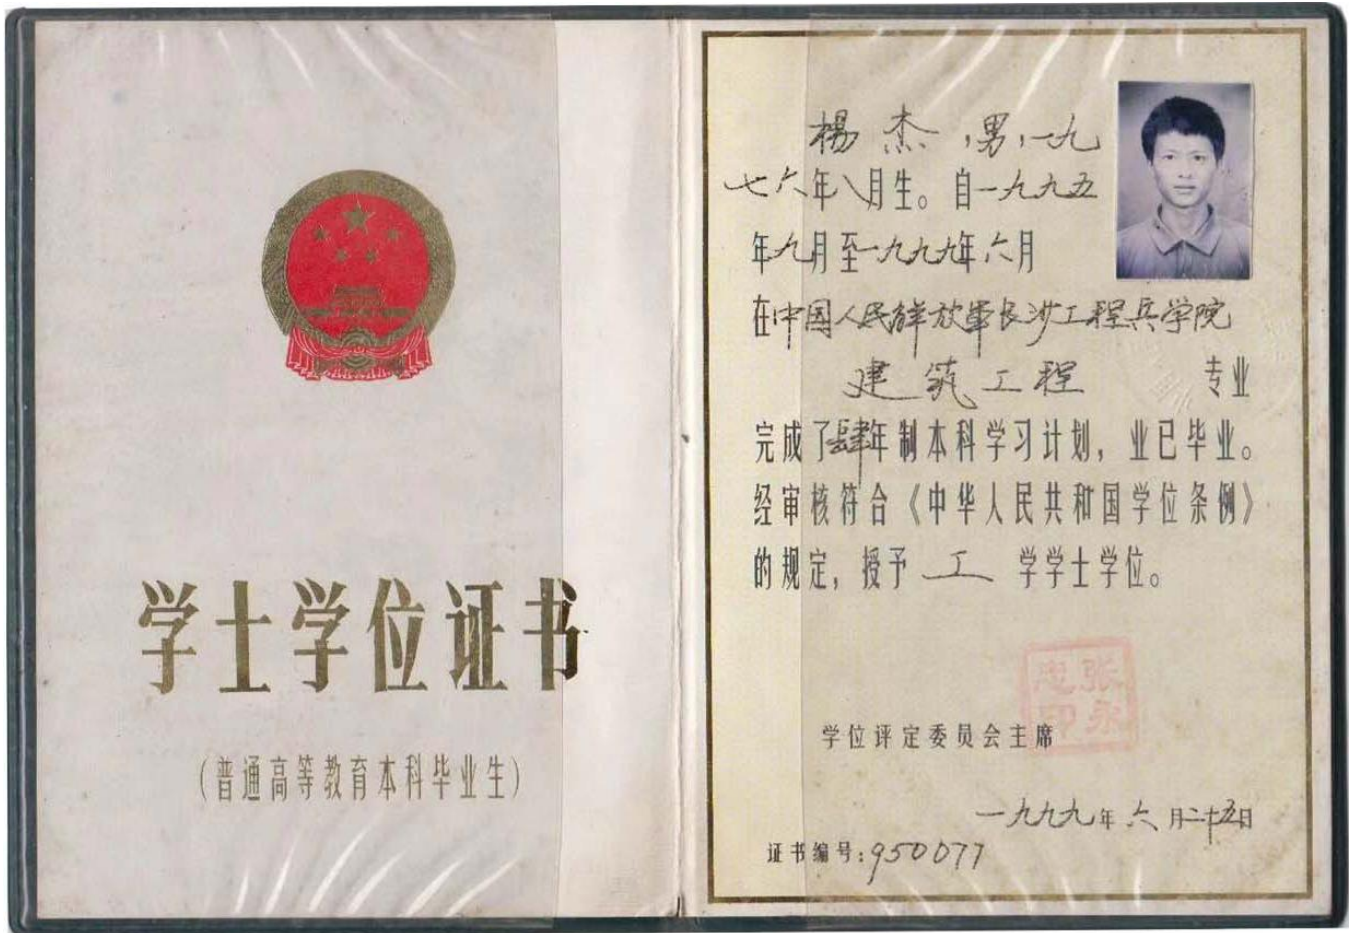 学士学位证书
(普通高等教育本科毕业生)
楊杰,男,一九
七六年八月生。自一九九五
年九月至一九九九年六月
在中国人民解放军长沙工程兵学院
建筑工程 专业
完成了肆年制本科学习计划，业已毕业。
经审核符合《中华人民共和国学位条例》
的规定，授予 工 学学士学位。
张永
忠印
学位评定委员会主席
一九九九年六月二十五日
证书编号:950077